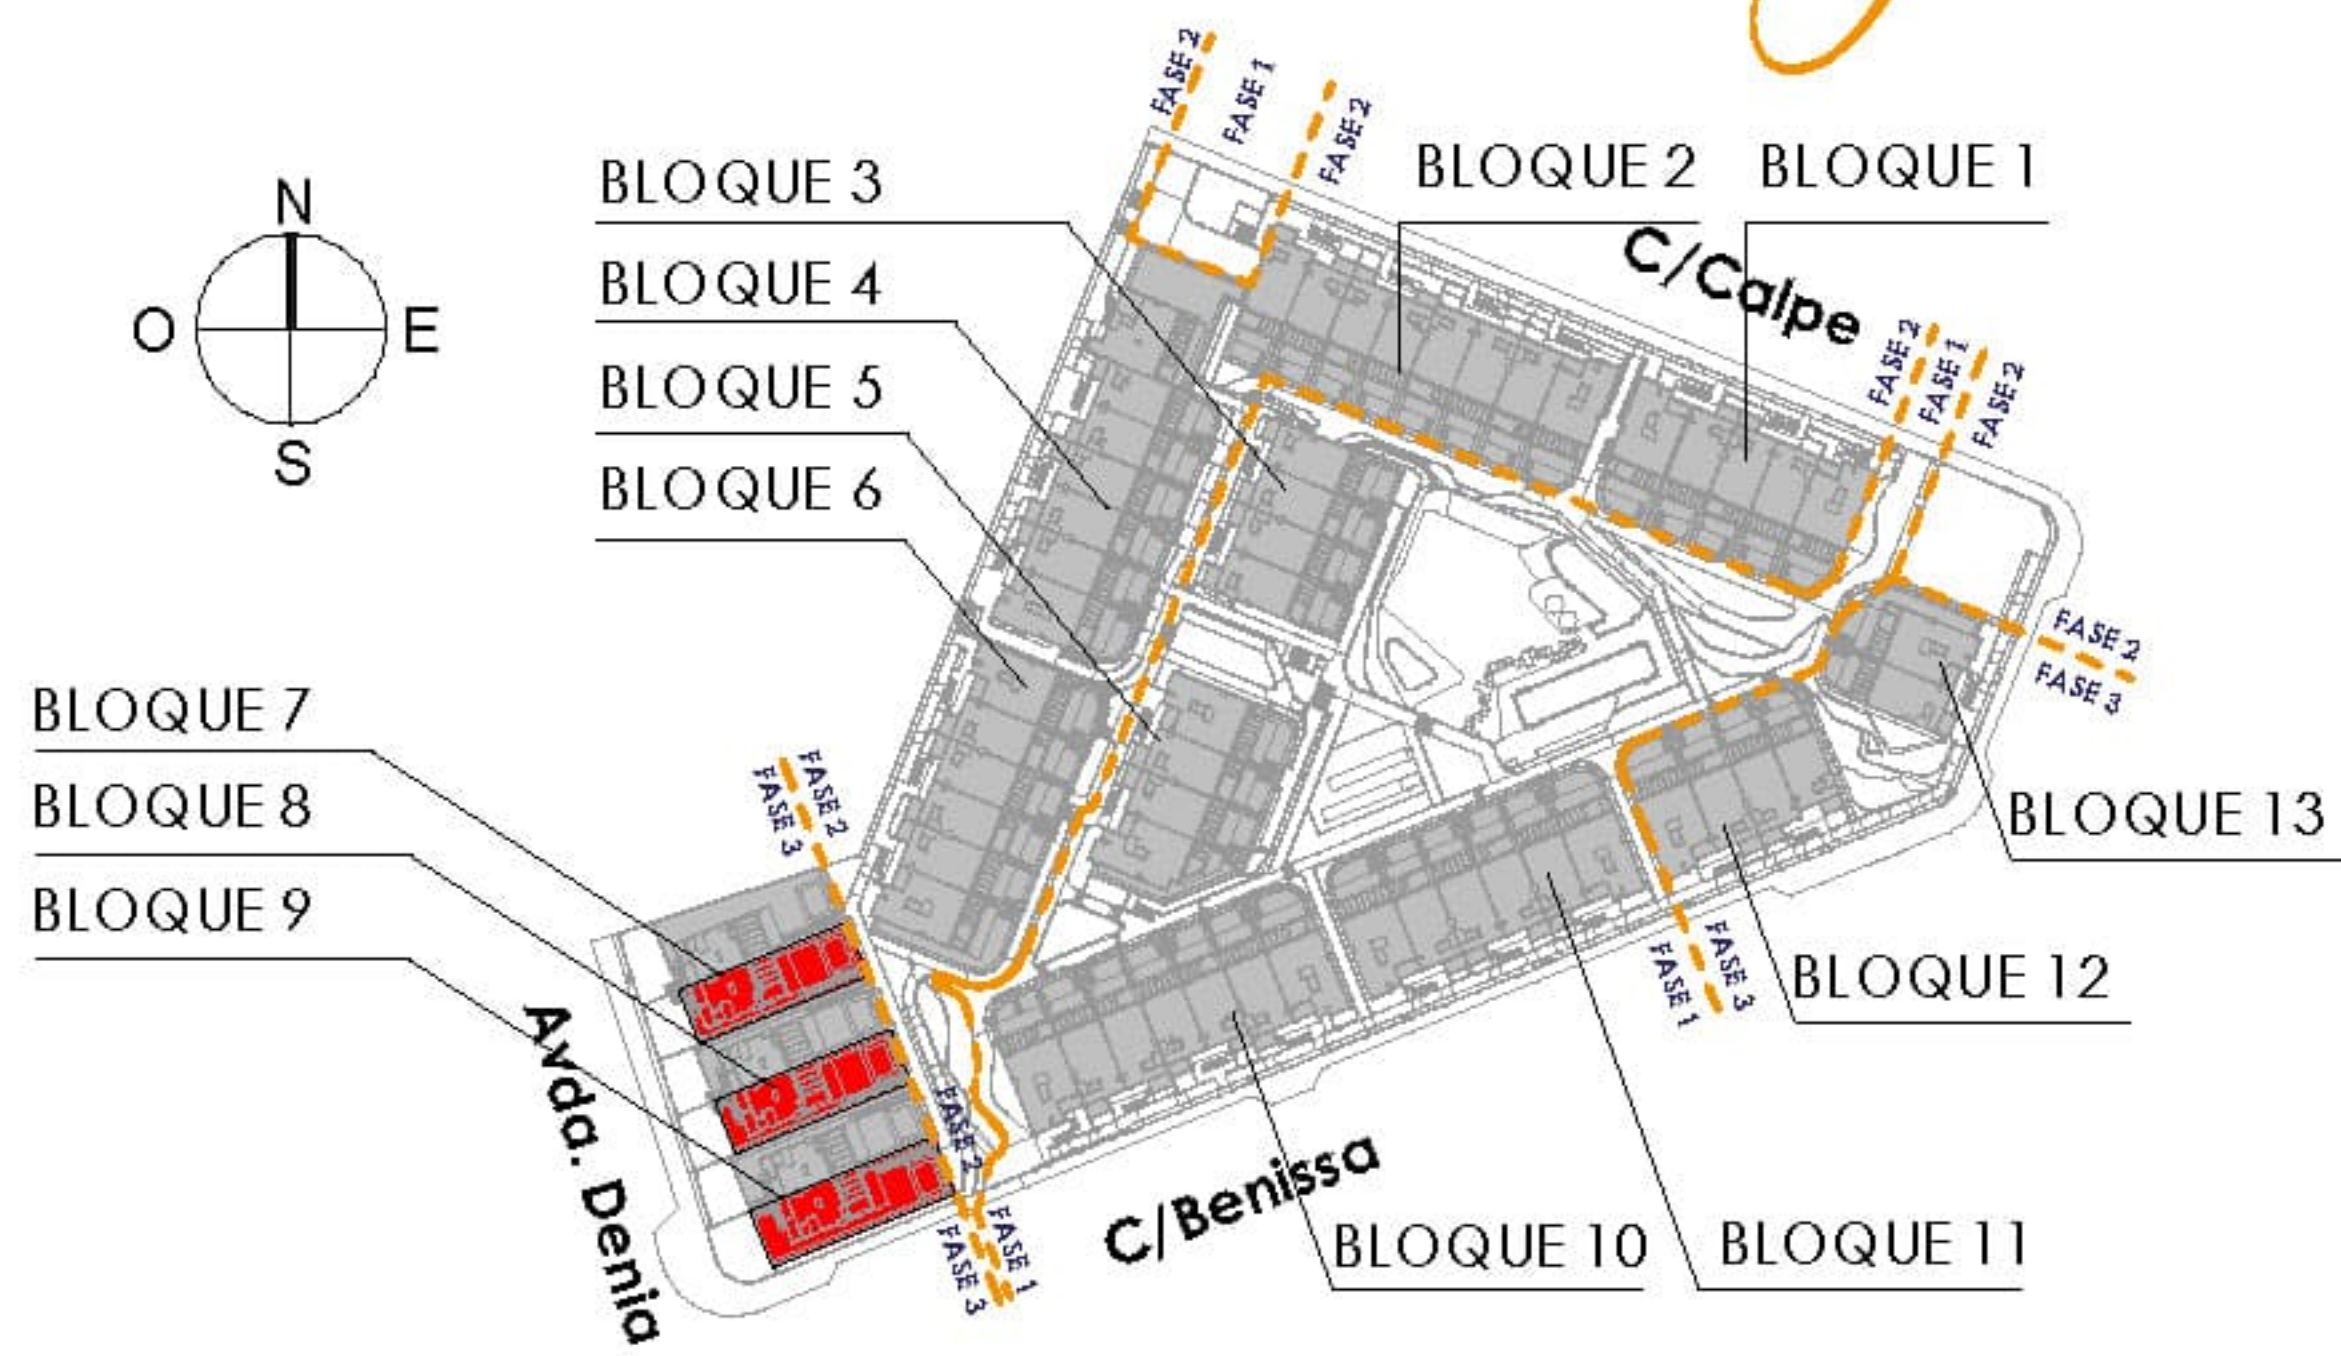 FASE 2
FASE 1
FASE 2
BLOQUE 3
BLOQUE 2
BLOQUE 1
N
O
E
S
C/Calpe
BLOQUE 4
FASE 2
FASE 1
FASE 2
BLOQUE 5
BLOQUE 6
FASE 2
FASE 3
BLOQUE 7
FASE 2
FASE 3
BLOQUE 8
BLOQUE 13
BLOQUE 9
FASE 3
FASE 1
BLOQUE 12
Avda. Denia
FASE 2
C/Benissa
FASE 1
FASE 3
BLOQUE 10
BLOQUE 11